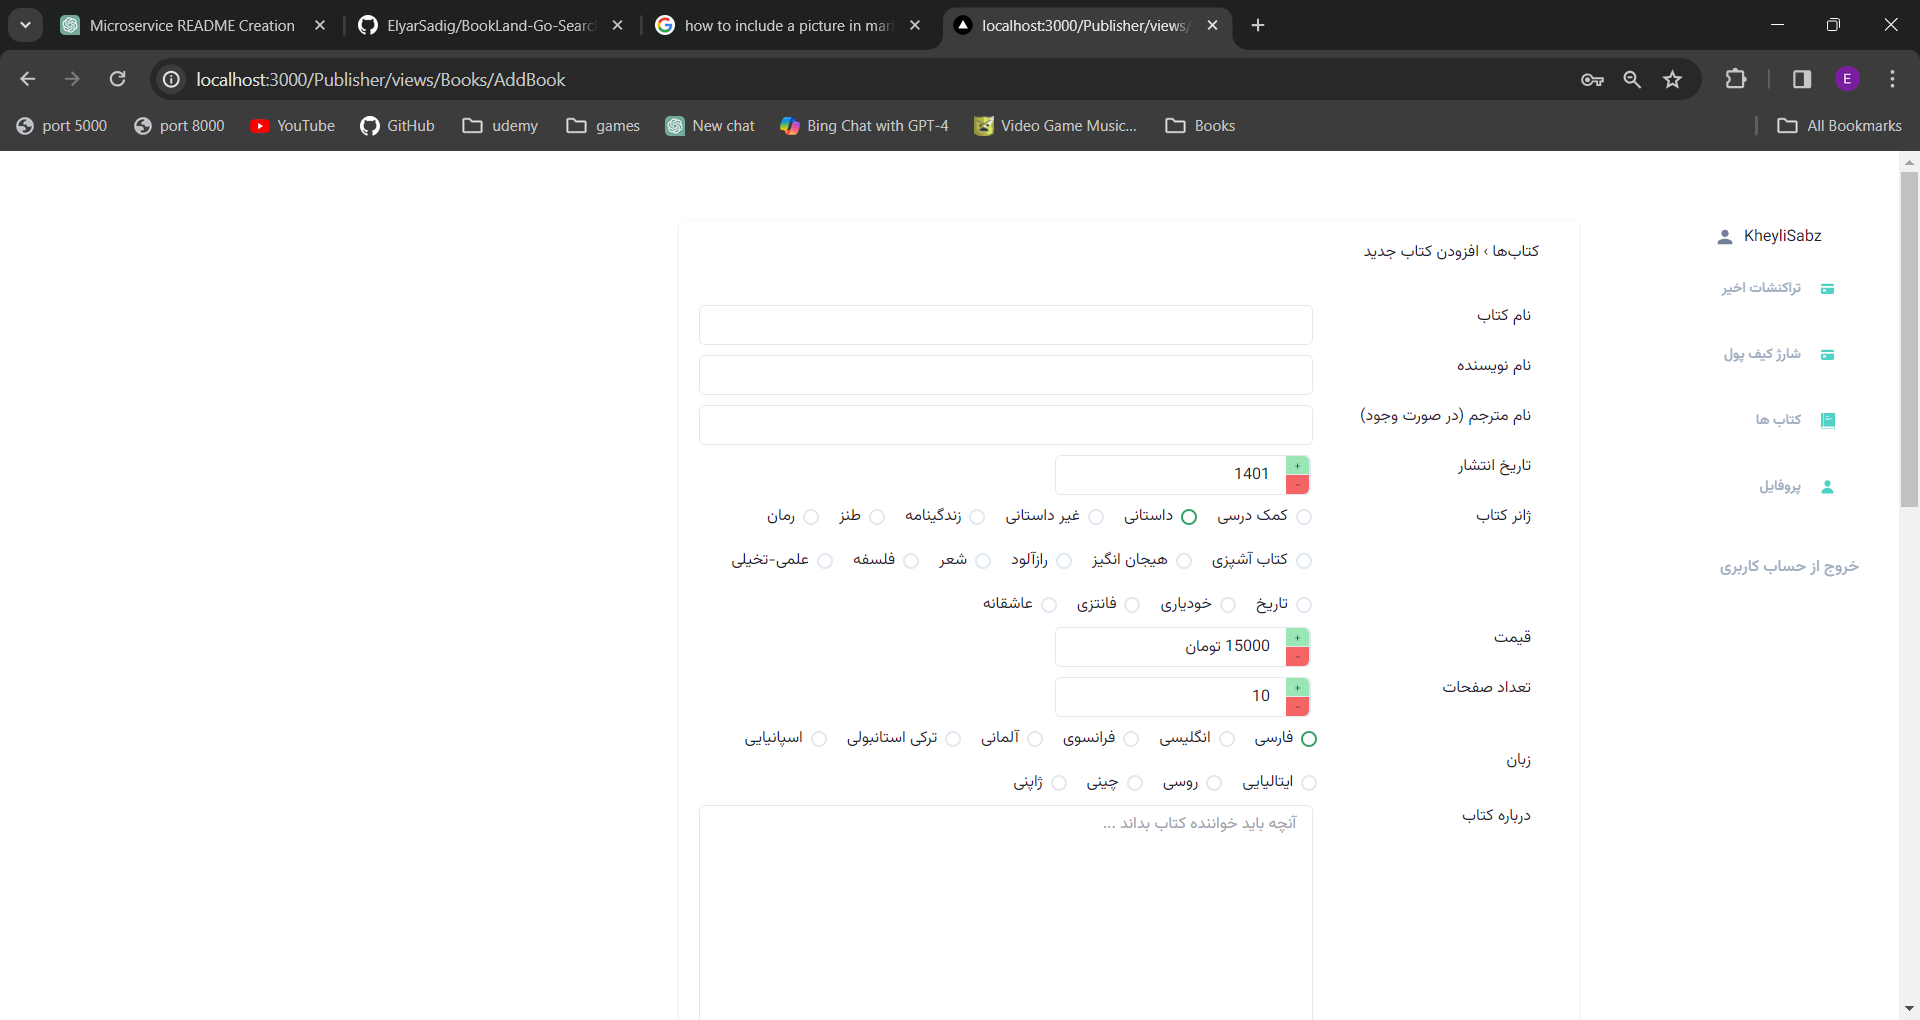 Microservice README Creation
ElyarSadig/BookLand-Go-Searc
how to include a picture in mar
localhost:3000/Publisher/views/
localhost:3000/Publisher/views/Books/AddBook
E
port 5000
port 8000
YouTube
GitHub
udemy
games
New chat
Bing Chat with GPT-4
Video Game Music...
Books
All Bookmarks
KheyliSabz
تراکنشات اخیر
شارژ کیف پول
کتاب ها
پروفایل
خروج از حساب کاربری
کتاب‌ها › افزودن کتاب جدید
نام کتاب
نام نویسنده
نام مترجم (در صورت وجود)
تاریخ انتشار
+
1401
-
ژانر کتاب
کمک درسی داستانی غیر داستانی زندگینامه طنز رمان
کتاب آشپزی هیجان انگیز رازآلود شعر فلسفه علمی-تخیلی
تاریخ خودیاری فانتزی عاشقانه
قیمت
+
15000 تومان
-
تعداد صفحات
+
10
-
زبان
فارسی انگلیسی فرانسوی آلمانی ترکی استانبولی اسپانیایی
ایتالیایی روسی چینی ژاپنی
درباره کتاب
آنچه باید خواننده کتاب بداند ...